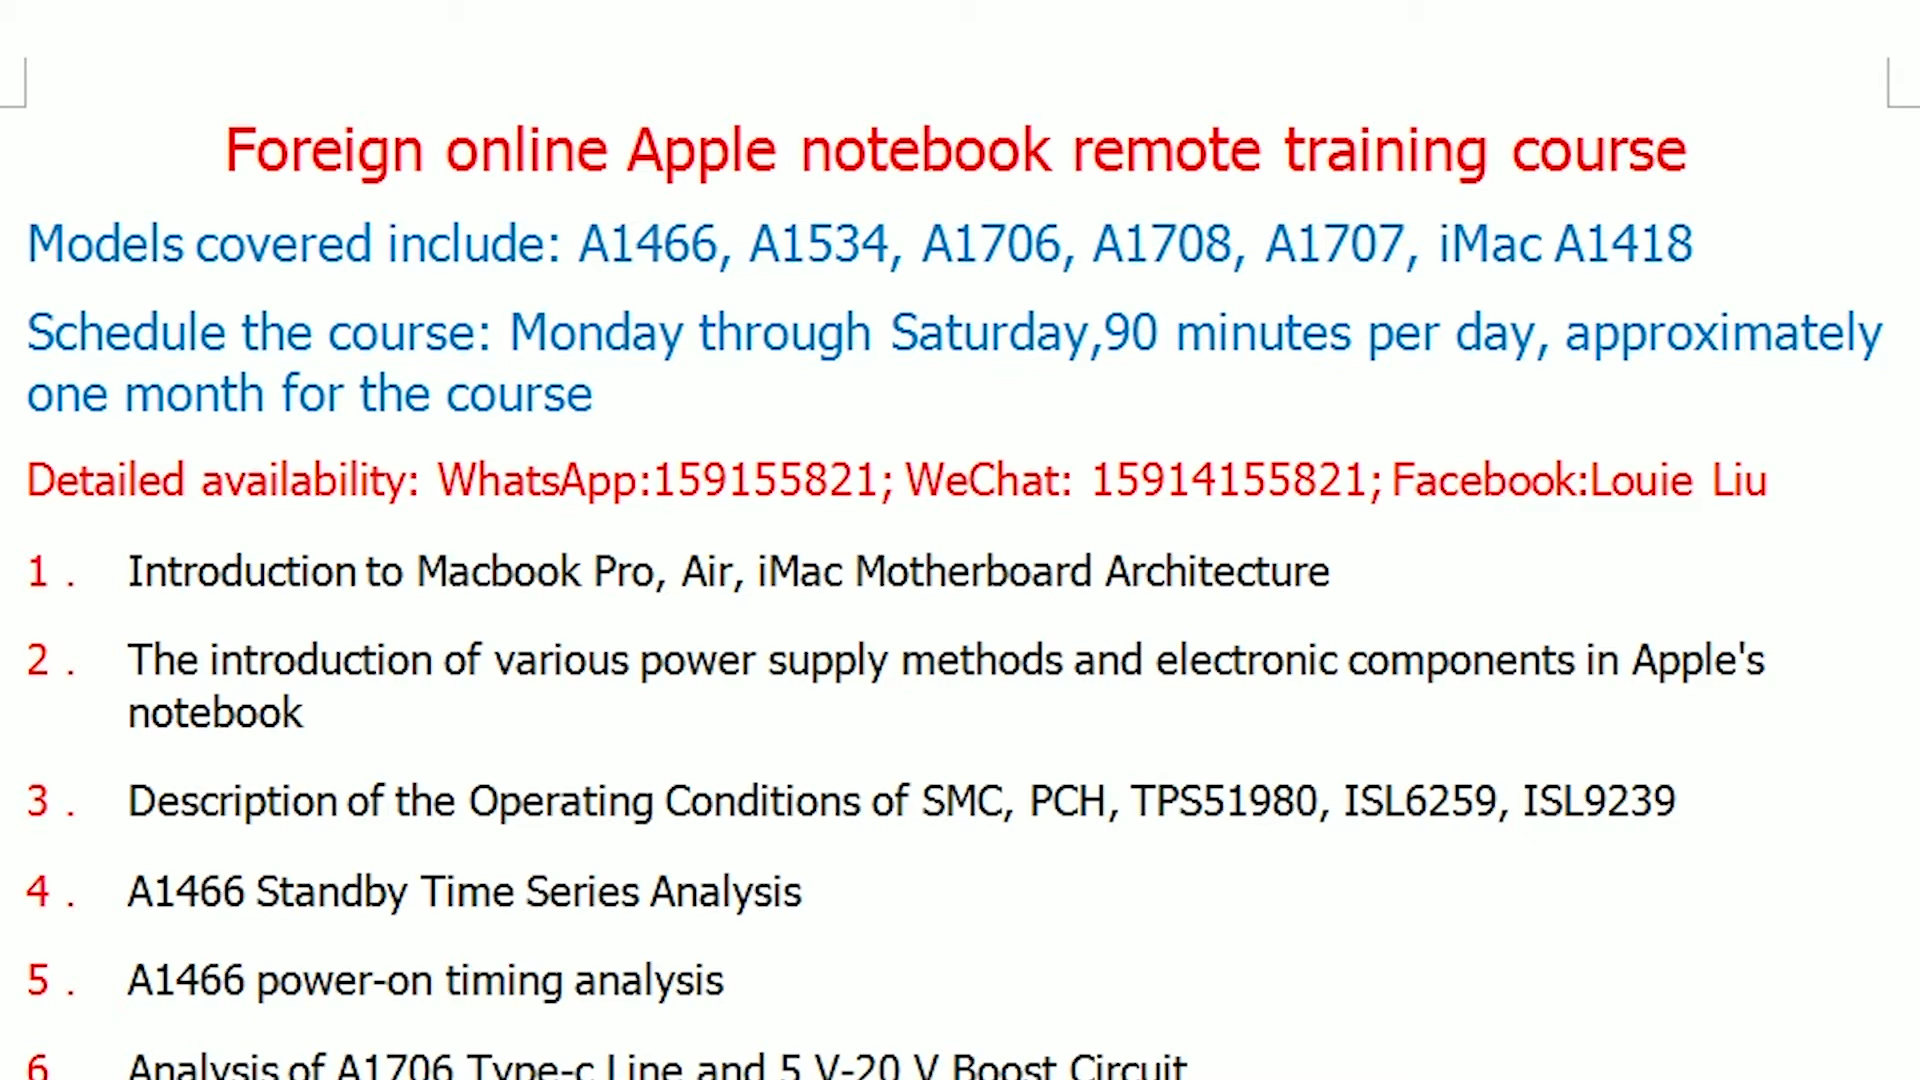 Foreign online Apple notebook remote training course
Models covered include: A1466, A1534, A1706, A1708, A1707, iMac A1418
Schedule the course: Monday through Saturday,90 minutes per day, approximately
one month for the course
Detailed availability: WhatsApp:159155821; WeChat: 15914155821; Facebook:Louie Liu
1 . Introduction to Macbook Pro, Air, iMac Motherboard Architecture
2 . The introduction of various power supply methods and electronic components in Apple's
notebook
3 . Description of the Operating Conditions of SMC, PCH, TPS51980, ISL6259, ISL9239
4 . A1466 Standby Time Series Analysis
5 . A1466 power-on timing analysis
6 Analysis of A1706 Type-c Line and 5 V-20 V Boost Circuit